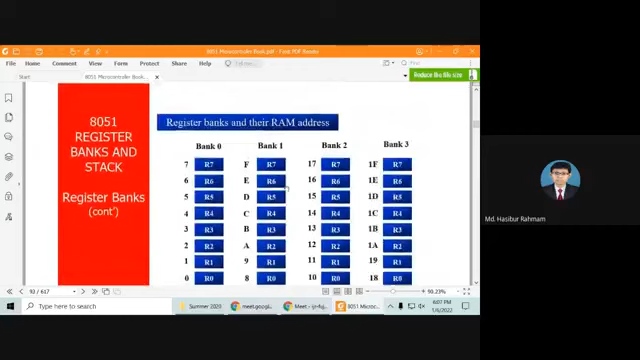 8051 Microcontroller Book.pdf - Foxit PDF Reader
File Home Comment View Form Protect Share Help
Start
8051 Microcontroller Book...
Find
Reduce the file size
8051
REGISTER
BANKS AND
STACK
Register Banks
(cont')
Register banks and their RAM address
Bank 0 Bank 1 Bank 2 Bank 3
7 R7 F R7 17 R7 1F R7
6 R6 E R6 16 R6 1E R6
5 R5 D R5 15 R5 1D R5
4 R4 C R4 14 R4 1C R4
3 R3 B R3 13 R3 1B R3
2 R2 A R2 12 R2 1A R2
1 R1 9 R1 11 R1 19 R1
0 R0 8 R0 10 R0 18 R0
Md. Hasibur Rahmam
93 / 617
90.23%
Type here to search
Summer 2020
meet.google.
8051 Microc
6:07 PM
1/6/2022